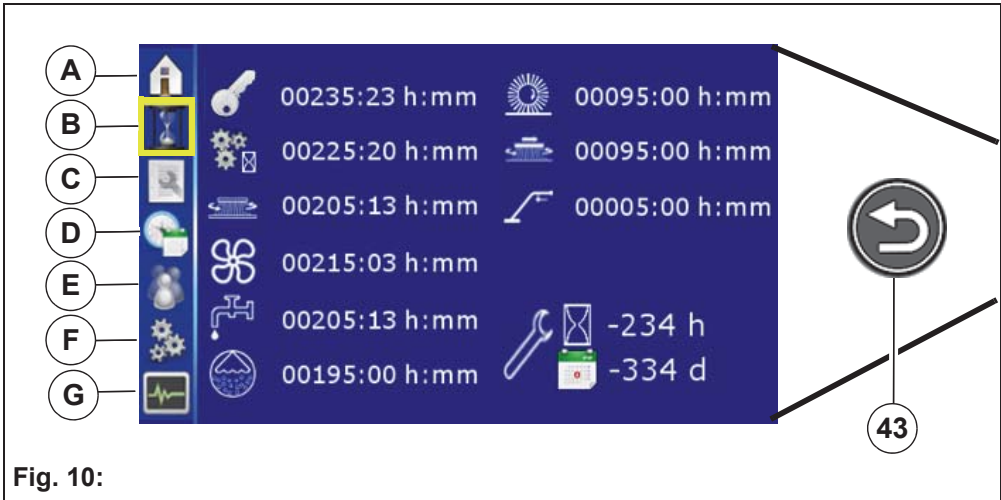 A
B
C
D
E
F
G
00235:23 h:mm
00225:20 h:mm
00205:13 h:mm
00215:03 h:mm
00205:13 h:mm
00195:00 h:mm
00095:00 h:mm
00095:00 h:mm
00005:00 h:mm
-234 h
-334 d
43
Fig. 10: